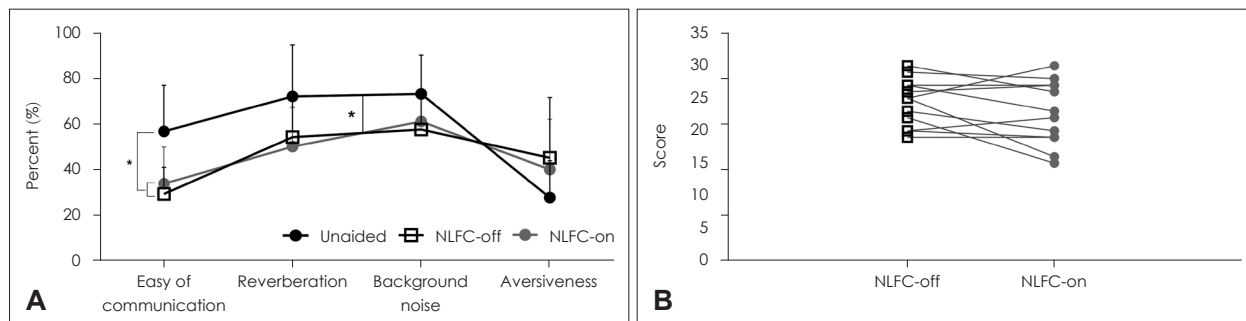 100
80
60
40
20
0
Percent (%)
*
*
Unaided
NLFC-off
NLFC-on
Easy of
communication
Reverberation
Background
noise
Aversiveness
A
35
30
25
20
15
10
5
0
Score
NLFC-off
NLFC-on
B